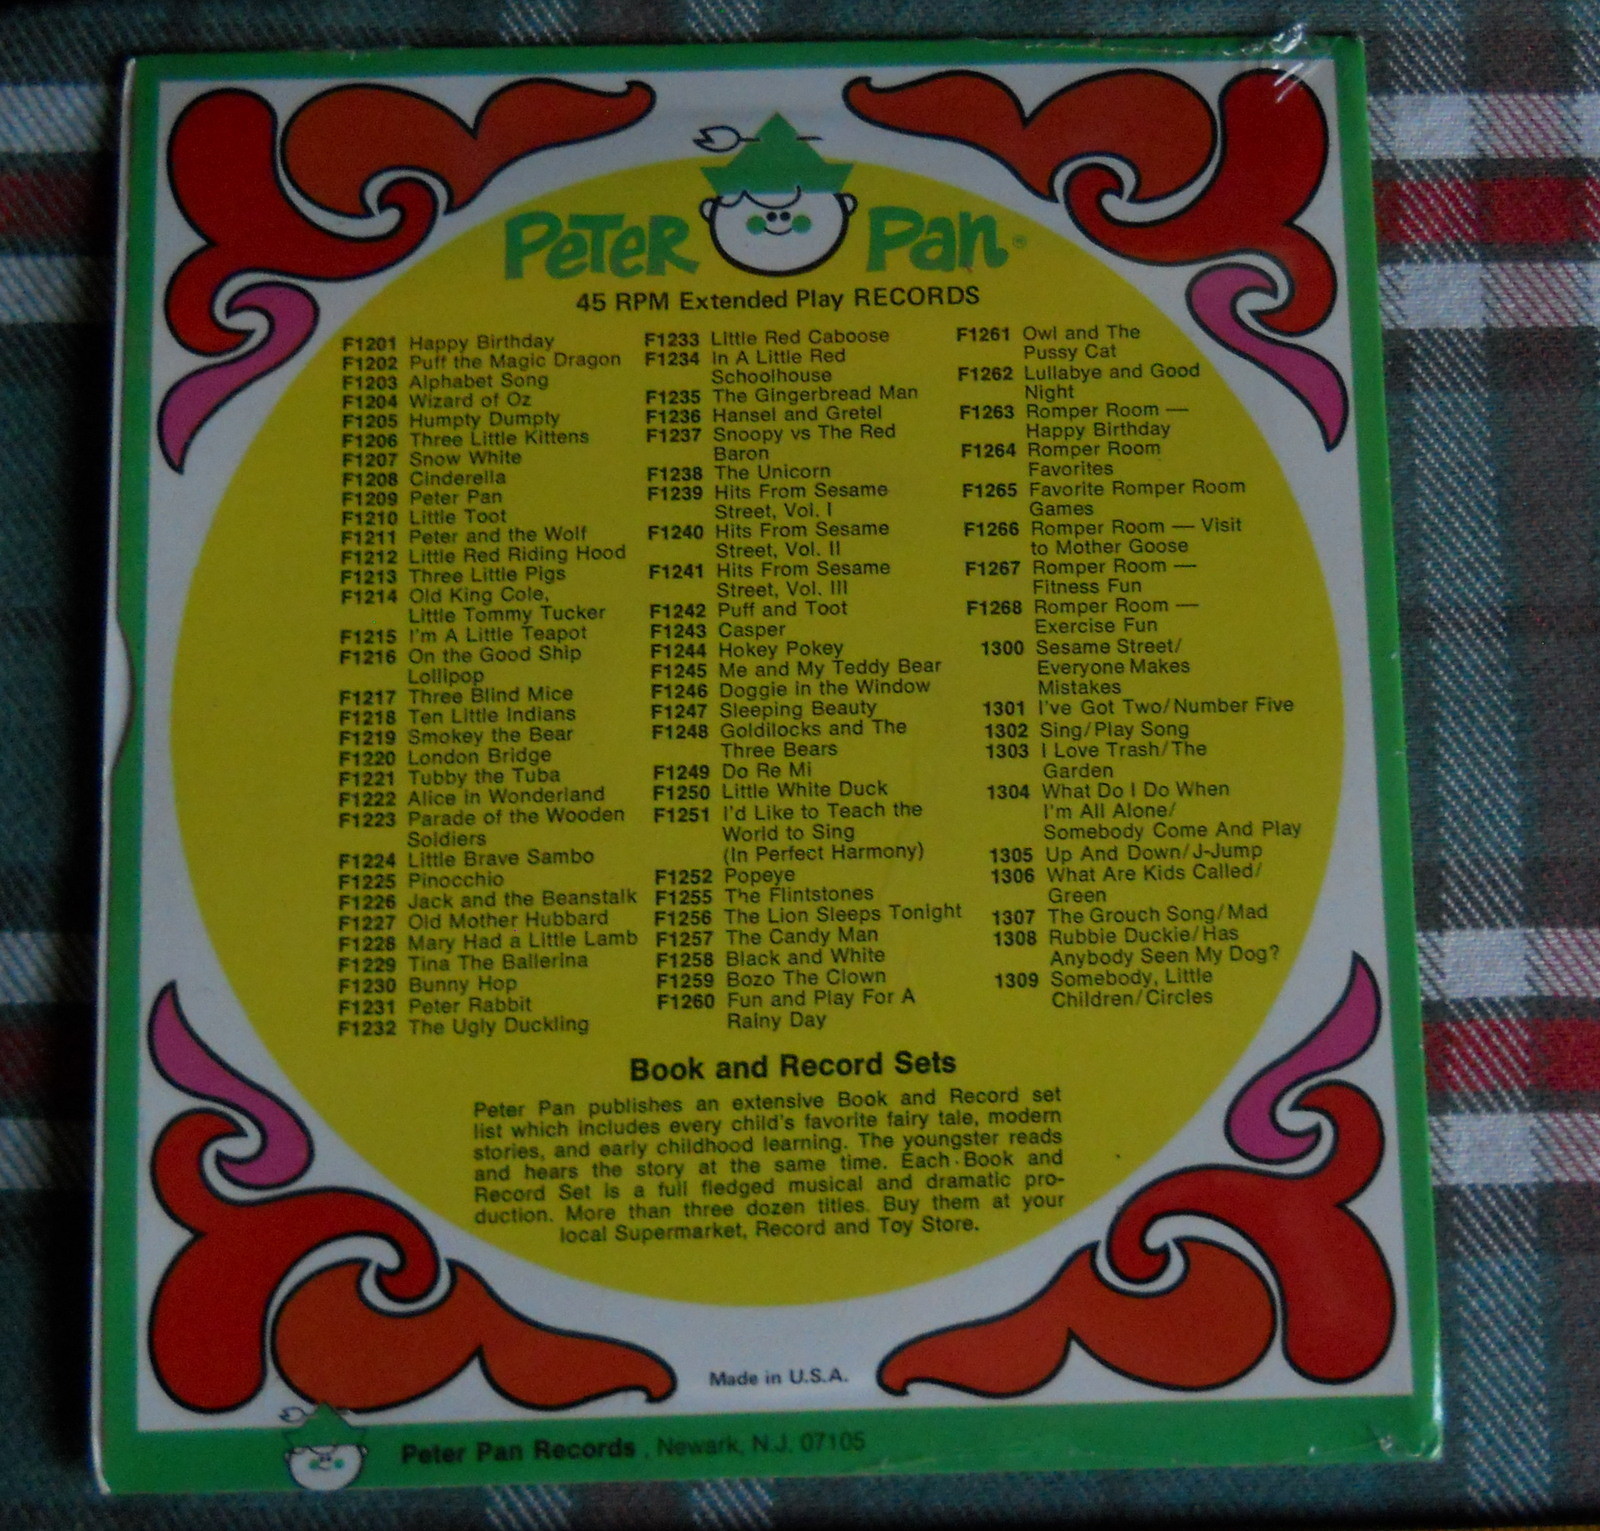 PETER Pan®
45 RPM Extended Play RECORDS
F1201 Happy Birthday
F1202 Puff the Magic Dragon
F1203 Alphabet Song
F1204 Wizard of Oz
F1205 Humpty Dumpty
F1206 Three Little Kittens
F1207 Snow White
F1208 Cinderella
F1209 Peter Pan
F1210 Little Toot
F1211 Peter and the Wolf
F1212 Little Red Riding Hood
F1213 Three Little Pigs
F1214 Old King Cole,
Little Tommy Tucker
F1215 I'm A Little Teapot
F1216 On the Good Ship
Lollipop
F1217 Three Blind Mice
F1218 Ten Little Indians
F1219 Smokey the Bear
F1220 London Bridge
F1221 Tubby the Tuba
F1222 Alice in Wonderland
F1223 Parade of the Wooden
Soldiers
F1224 Little Brave Sambo
F1225 Pinocchio
F1226 Jack and the Beanstalk
F1227 Old Mother Hubbard
F1228 Mary Had a Little Lamb
F1229 Tina The Ballerina
F1230 Bunny Hop
F1231 Peter Rabbit
F1232 The Ugly Duckling
F1233 Little Red Caboose
F1234 In A Little Red
Schoolhouse
F1235 The Gingerbread Man
F1236 Hansel and Gretel
F1237 Snoopy vs The Red
Baron
F1238 The Unicorn
F1239 Hits From Sesame
Street, Vol. I
F1240 Hits From Sesame
Street, Vol. II
F1241 Hits From Sesame
Street, Vol. III
F1242 Puff and Toot
F1243 Casper
F1244 Hokey Pokey
F1245 Me and My Teddy Bear
F1246 Doggie in the Window
F1247 Sleeping Beauty
F1248 Goldilocks and The
Three Bears
F1249 Do Re Mi
F1250 Little White Duck
F1251 I'd Like to Teach the
World to Sing
(In Perfect Harmony)
F1252 Popeye
F1255 The Flintstones
F1256 The Lion Sleeps Tonight
F1257 The Candy Man
F1258 Black and White
F1259 Bozo The Clown
F1260 Fun and Play For A
Rainy Day
F1261 Owl and The
Pussy Cat
F1262 Lullabye and Good
Night
F1263 Romper Room —
Happy Birthday
F1264 Romper Room
Favorites
F1265 Favorite Romper Room
Games
F1266 Romper Room — Visit
to Mother Goose
F1267 Romper Room —
Fitness Fun
F1268 Romper Room —
Exercise Fun
1300 Sesame Street/
Everyone Makes
Mistakes
1301 I've Got Two/Number Five
1302 Sing/Play Song
1303 I Love Trash/The
Garden
1304 What Do I Do When
I'm All Alone/
Somebody Come And Play
1305 Up And Down/J-Jump
1306 What Are Kids Called/
Green
1307 The Grouch Song/Mad
1308 Rubbie Duckie/Has
Anybody Seen My Dog?
1309 Somebody, Little
Children/Circles
Book and Record Sets
Peter Pan publishes an extensive Book and Record set
list which includes every child's favorite fairy tale, modern
stories, and early childhood learning. The youngster reads
and hears the story at the same time. Each Book and
Record Set is a full fledged musical and dramatic pro-
duction. More than three dozen titles. Buy them at your
local Supermarket, Record and Toy Store.
Made in U.S.A.
Peter Pan Records, Newark, N.J. 07105